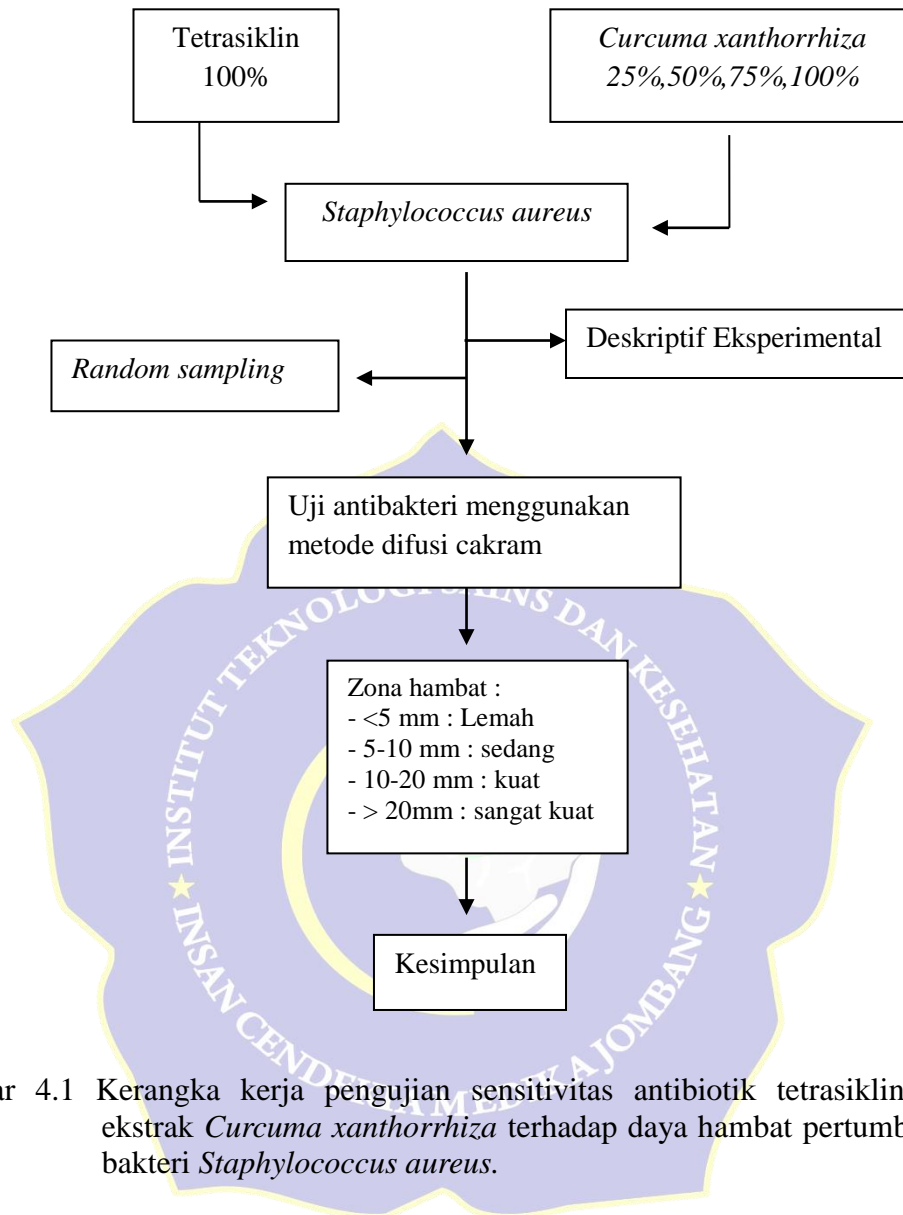 Tetrasiklin
100%
Curcuma xanthorrhiza
25%,50%,75%,100%
Staphylococcus aureus
Deskriptif Eksperimental
Random sampling
Uji antibakteri menggunakan
metode difusi cakram
Zona hambat :
- <5 mm : Lemah
- 5-10 mm : sedang
- 10-20 mm : kuat
- > 20mm : sangat kuat
Kesimpulan
INSTITUT TEKNOLOGI SAINS DAN KESEHATAN
INSAN CENDEKIA MEDIKA JOMBANG
ar 4.1 Kerangka kerja pengujian sensitivitas antibiotik tetrasiklin
ekstrak Curcuma xanthorrhiza terhadap daya hambat pertumb
bakteri Staphylococcus aureus.